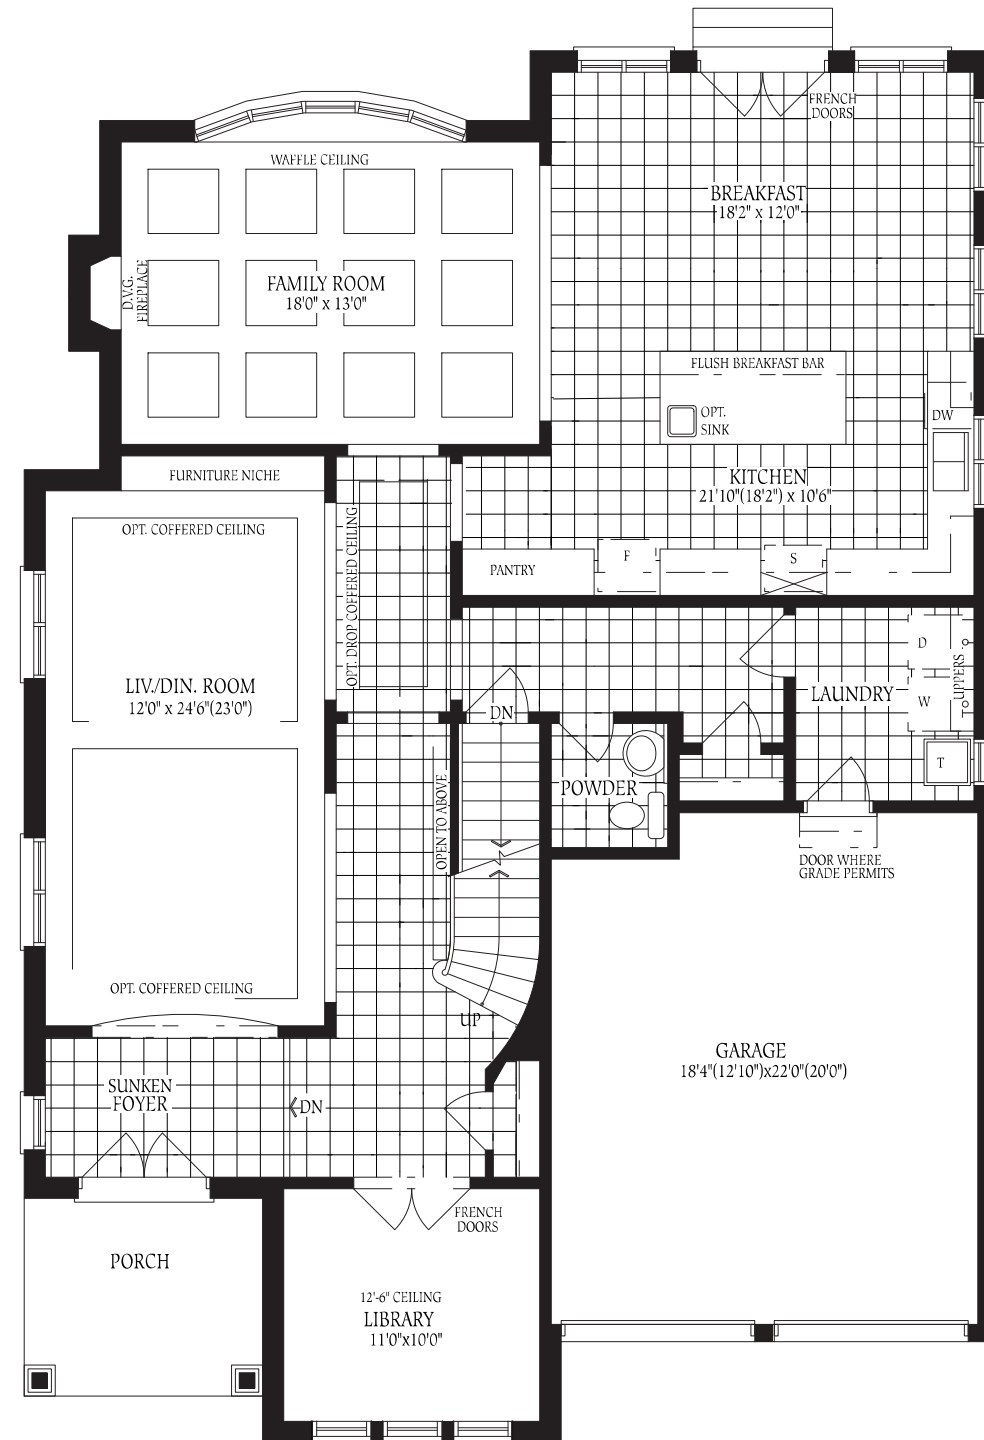 FRENCH
DOORS
WAFFLE CEILING
BREAKFAST
18'2" x 12'0"
D.V.G.
FIREPLACE
FAMILY ROOM
18'0" x 13'0"
FLUSH BREAKFAST BAR
OPT.
SINK
DW
FURNITURE NICHE
KITCHEN
21'10"(18'2") x 10'6"
OPT. COFFERED CEILING
OPT. DROP COFFERED CEILING
PANTRY
F
S
D
UPPERS
LIV./DIN. ROOM
12'0" x 24'6"(23'0")
LAUNDRY
W
DN
T
POWDER
OPEN TO ABOVE
DOOR WHERE
GRADE PERMITS
OPT. COFFERED CEILING
UP
GARAGE
18'4"(12'10")x22'0"(20'0")
SUNKEN
FOYER
DN
FRENCH
DOORS
PORCH
12'-6" CEILING
LIBRARY
11'0"x10'0"